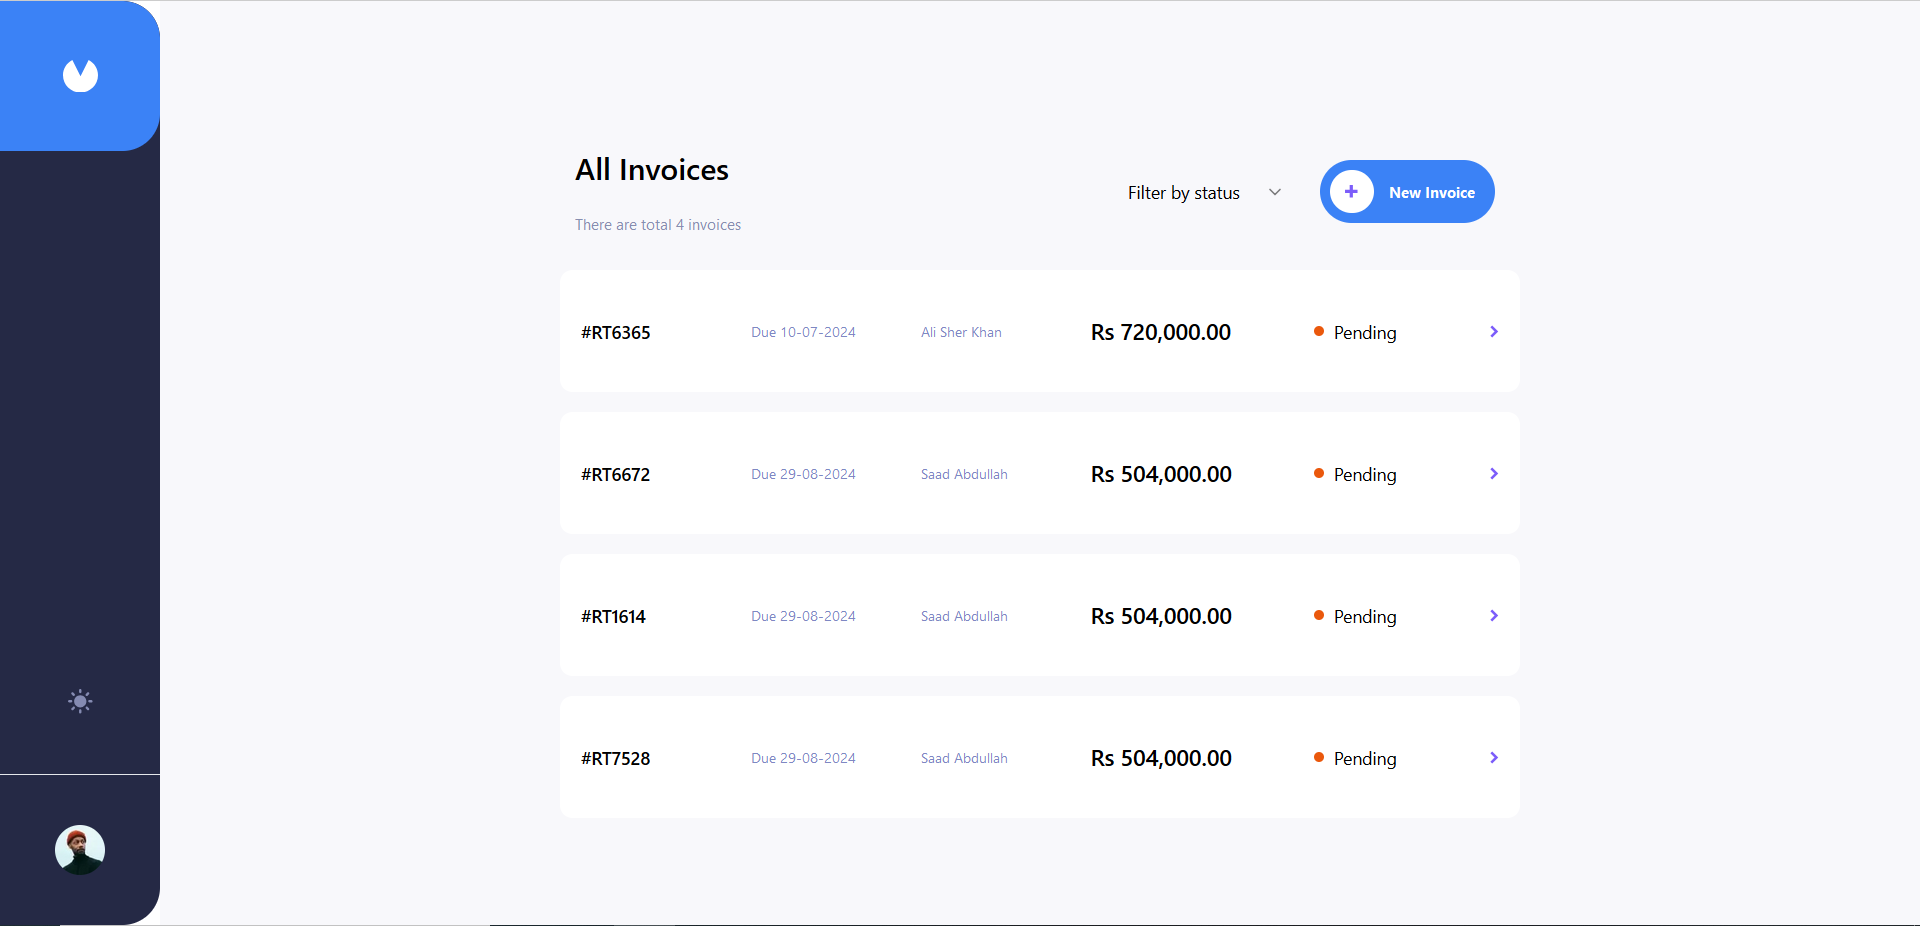 All Invoices
There are total 4 invoices
Filter by status
New Invoice
#RT6365 Due 10-07-2024 Ali Sher Khan Rs 720,000.00 Pending
#RT6672 Due 29-08-2024 Saad Abdullah Rs 504,000.00 Pending
#RT1614 Due 29-08-2024 Saad Abdullah Rs 504,000.00 Pending
#RT7528 Due 29-08-2024 Saad Abdullah Rs 504,000.00 Pending